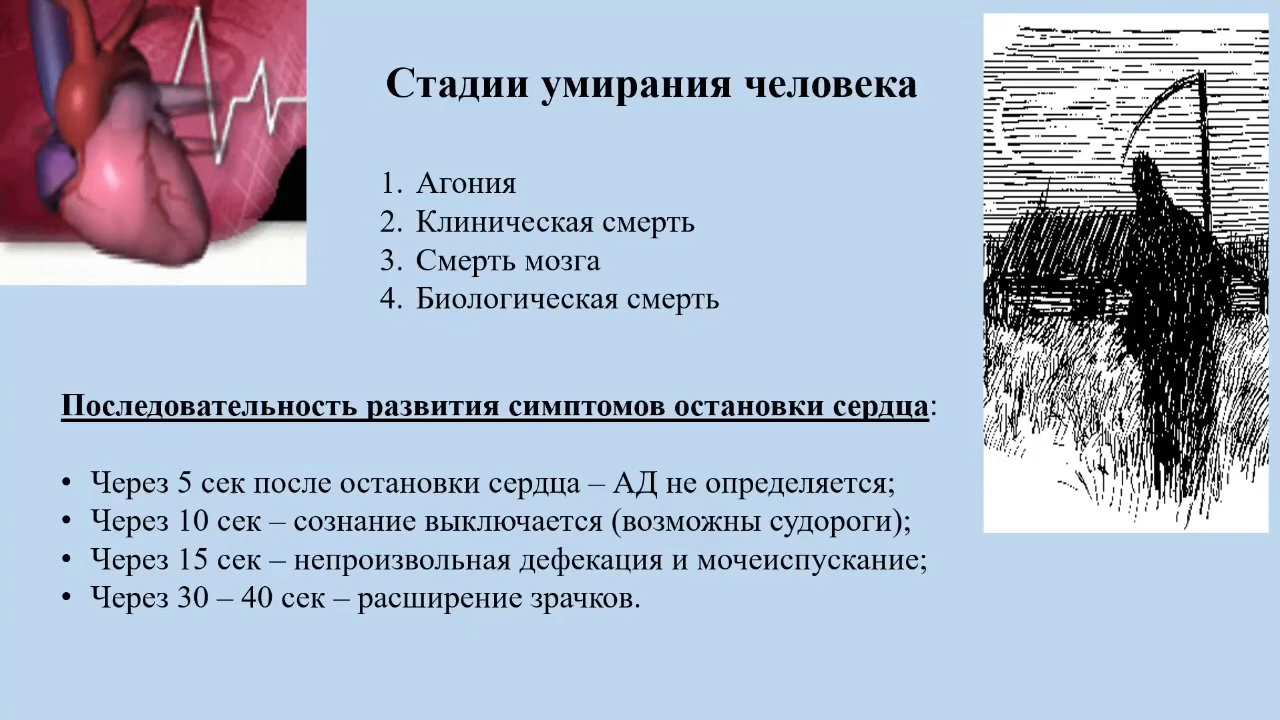 Стадии умирания человека
1. Агония
2. Клиническая смерть
3. Смерть мозга
4. Биологическая смерть
Последовательность развития симптомов остановки сердца:
• Через 5 сек после остановки сердца – АД не определяется;
• Через 10 сек – сознание выключается (возможны судороги);
• Через 15 сек – непроизвольная дефекация и мочеиспускание;
• Через 30 – 40 сек – расширение зрачков.